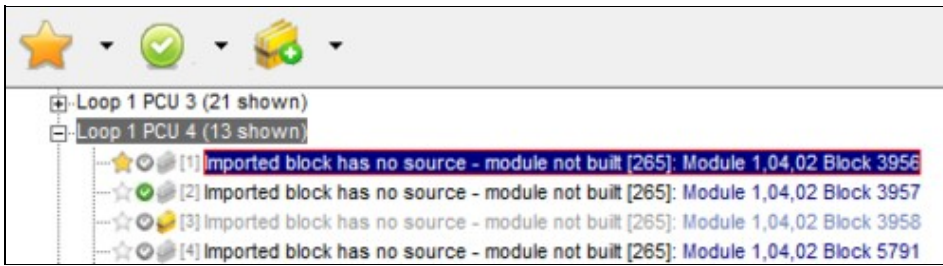 Loop 1 PCU 3 (21 shown)
Loop 1 PCU 4 (13 shown)
[1] Imported block has no source - module not built [265]: Module 1,04,02 Block 3956
[2] Imported block has no source - module not built [265]: Module 1,04,02 Block 3957
[3] Imported block has no source - module not built [265]: Module 1,04,02 Block 3958
[4] Imported block has no source - module not built [265]: Module 1,04,02 Block 5791